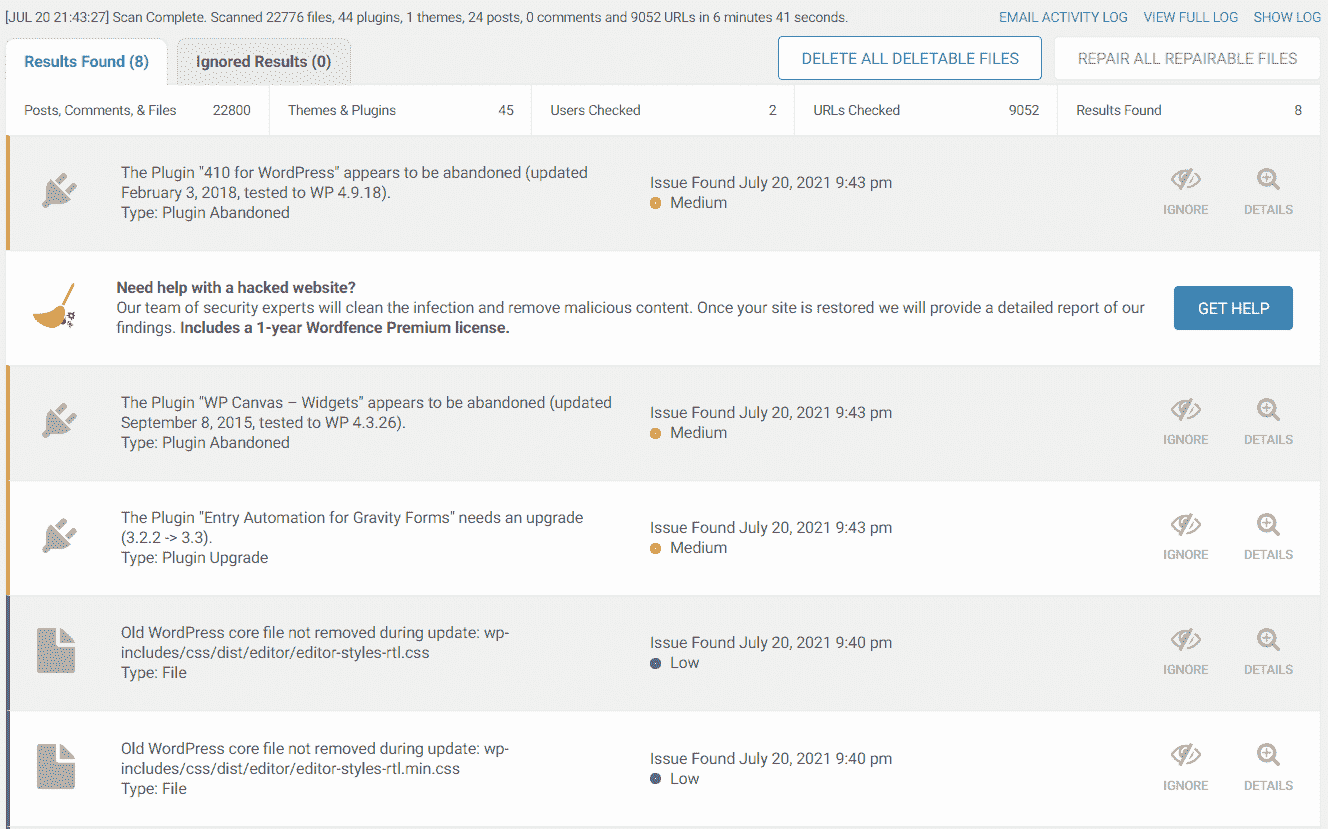 [JUL 20 21:43:27] Scan Complete. Scanned 22776 files, 44 plugins, 1 themes, 24 posts, 0 comments and 9052 URLs in 6 minutes 41 seconds.
EMAIL ACTIVITY LOG VIEW FULL LOG SHOW LOG
Results Found (8) Ignored Results (0)
DELETE ALL DELETABLE FILES REPAIR ALL REPAIRABLE FILES
Posts, Comments, & Files 22800 Themes & Plugins 45 Users Checked 2 URLs Checked 9052 Results Found 8
The Plugin "410 for WordPress" appears to be abandoned (updated
February 3, 2018, tested to WP 4.9.18).
Type: Plugin Abandoned
Issue Found July 20, 2021 9:43 pm
Medium
IGNORE DETAILS
Need help with a hacked website?
Our team of security experts will clean the infection and remove malicious content. Once your site is restored we will provide a detailed report of our
findings. Includes a 1-year Wordfence Premium license.
GET HELP
The Plugin "WP Canvas – Widgets" appears to be abandoned (updated
September 8, 2015, tested to WP 4.3.26).
Type: Plugin Abandoned
Issue Found July 20, 2021 9:43 pm
Medium
IGNORE DETAILS
The Plugin "Entry Automation for Gravity Forms" needs an upgrade
(3.2.2 -> 3.3).
Type: Plugin Upgrade
Issue Found July 20, 2021 9:43 pm
Medium
IGNORE DETAILS
Old WordPress core file not removed during update: wp-
includes/css/dist/editor/editor-styles-rtl.css
Type: File
Issue Found July 20, 2021 9:40 pm
Low
IGNORE DETAILS
Old WordPress core file not removed during update: wp-
includes/css/dist/editor/editor-styles-rtl.min.css
Type: File
Issue Found July 20, 2021 9:40 pm
Low
IGNORE DETAILS